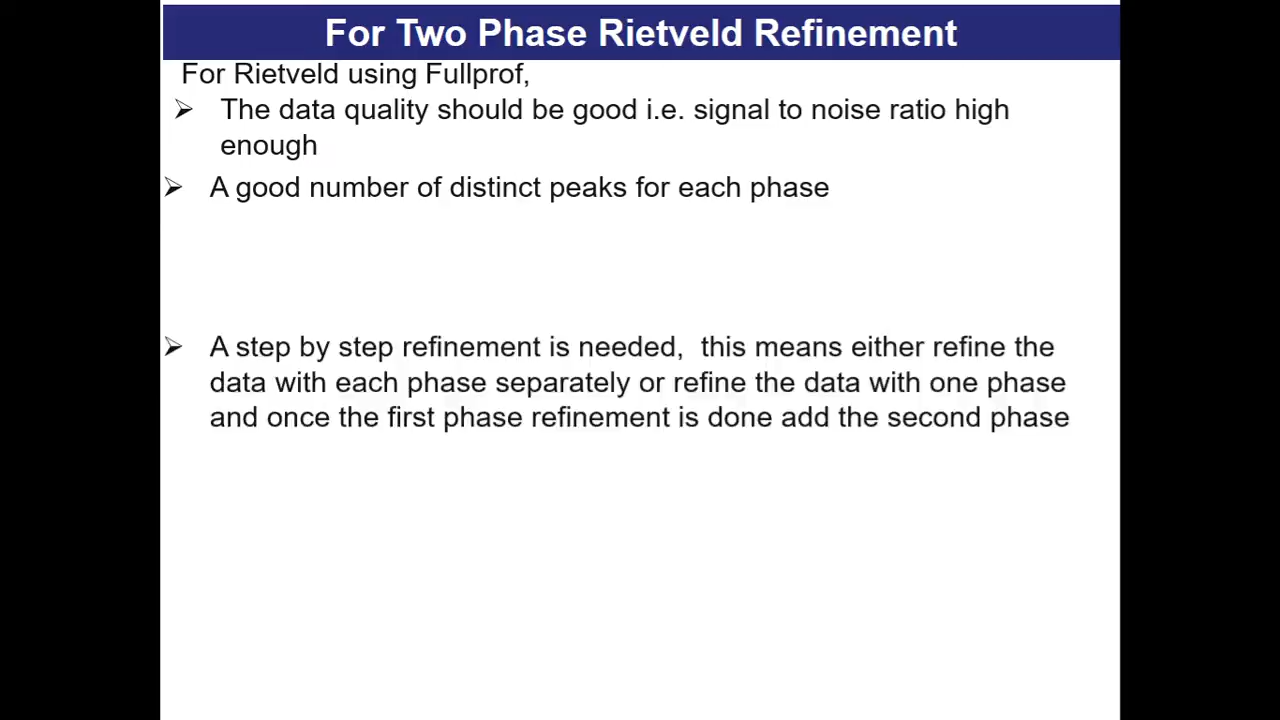 For Two Phase Rietveld Refinement
For Rietveld using Fullprof,
➢ The data quality should be good i.e. signal to noise ratio high
enough
➢ A good number of distinct peaks for each phase
➢ A step by step refinement is needed,  this means either refine the
data with each phase separately or refine the data with one phase
and once the first phase refinement is done add the second phase